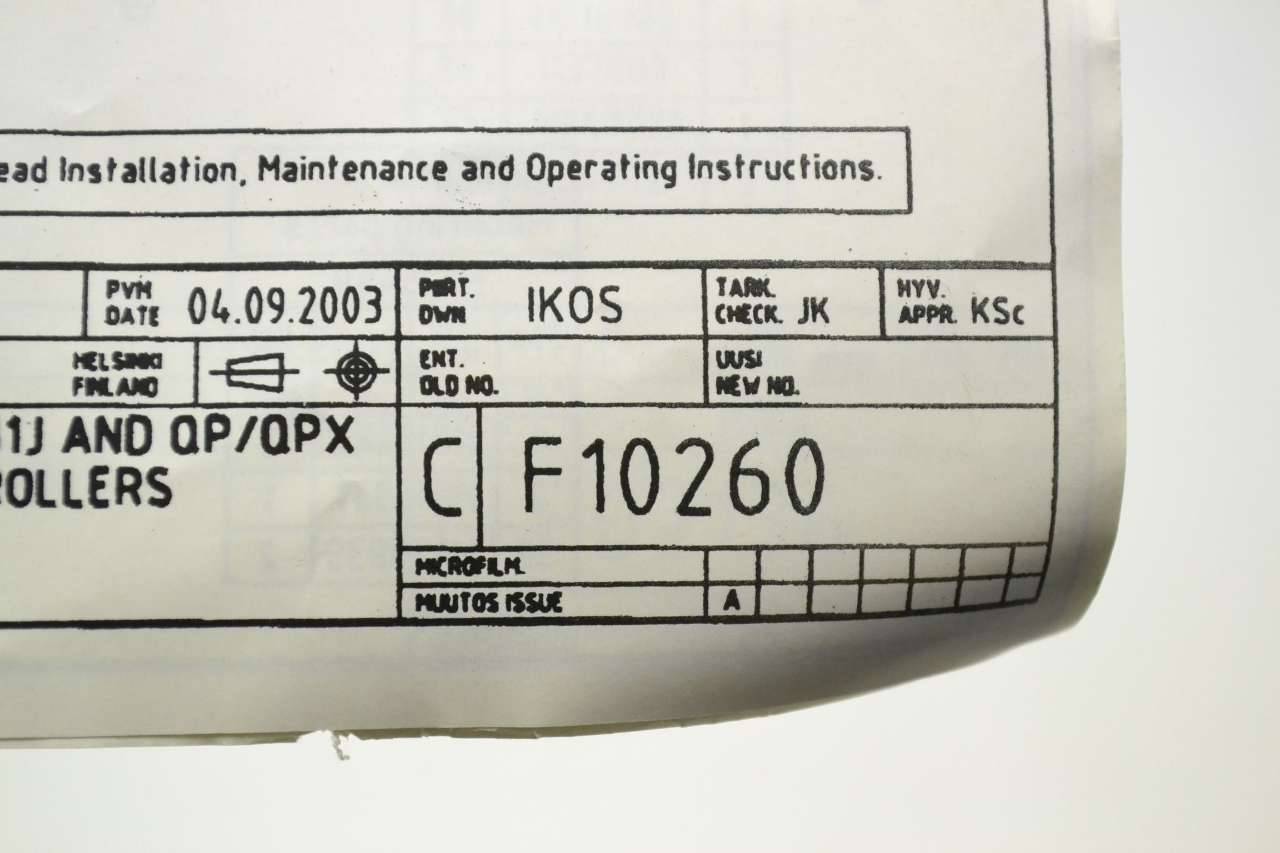 ead Installation, Maintenance and Operating Instructions.
PVM
DATE 04.09.2003
PIIRT.
DWN IKOS
TARK.
CHECK. JK
HYV.
APPR. KSc
HELSINKI
FINLAND
ENT.
OLD NO.
UUSI
NEW NO.
1J AND QP/QPX
ROLLERS
C F10260
MICROFILM.
MUUTOS ISSUE A